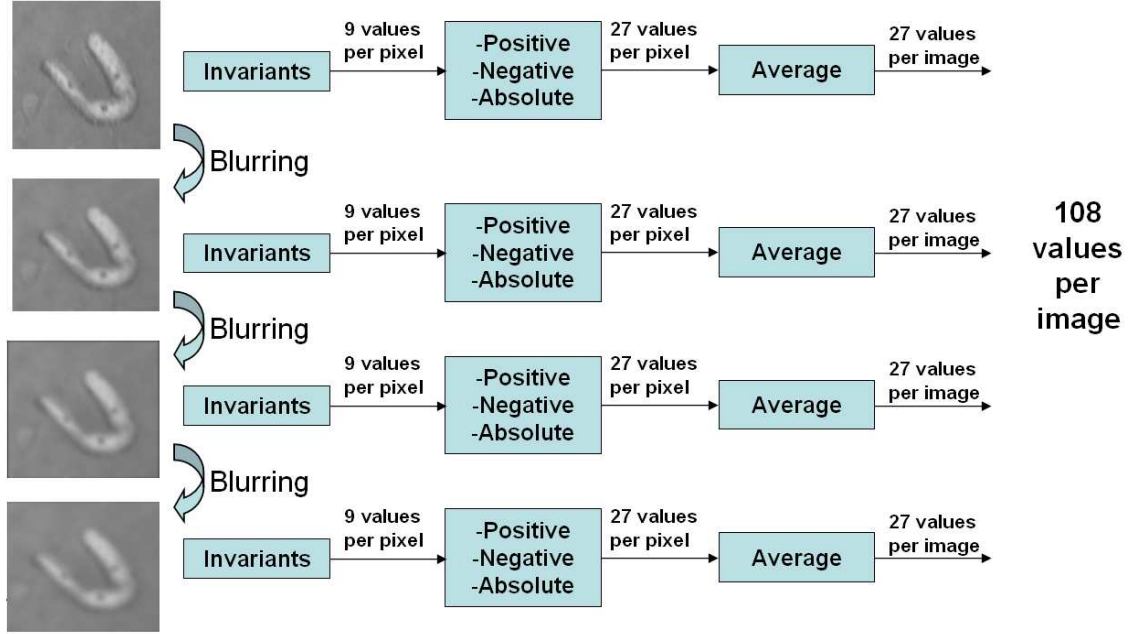 9 values
per pixel
27 values
per pixel
27 values
per image
Invariants
-Positive
-Negative
-Absolute
Average
Blurring
9 values
per pixel
27 values
per pixel
27 values
per image
Invariants
-Positive
-Negative
-Absolute
Average
Blurring
9 values
per pixel
27 values
per pixel
27 values
per image
Invariants
-Positive
-Negative
-Absolute
Average
Blurring
9 values
per pixel
27 values
per pixel
27 values
per image
Invariants
-Positive
-Negative
-Absolute
Average
108
values
per
image